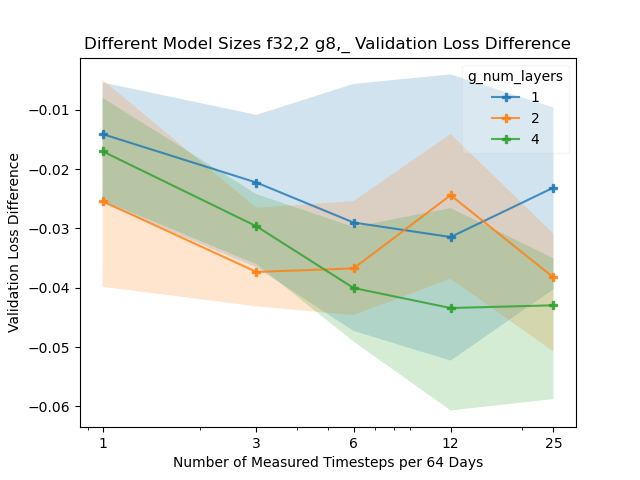 Different Model Sizes f32,2 g8,_ Validation Loss Difference
g_num_layers
1
2
4
−0.01
−0.02
−0.03
−0.04
−0.05
−0.06
Validation Loss Difference
1 3 6 12 25
Number of Measured Timesteps per 64 Days